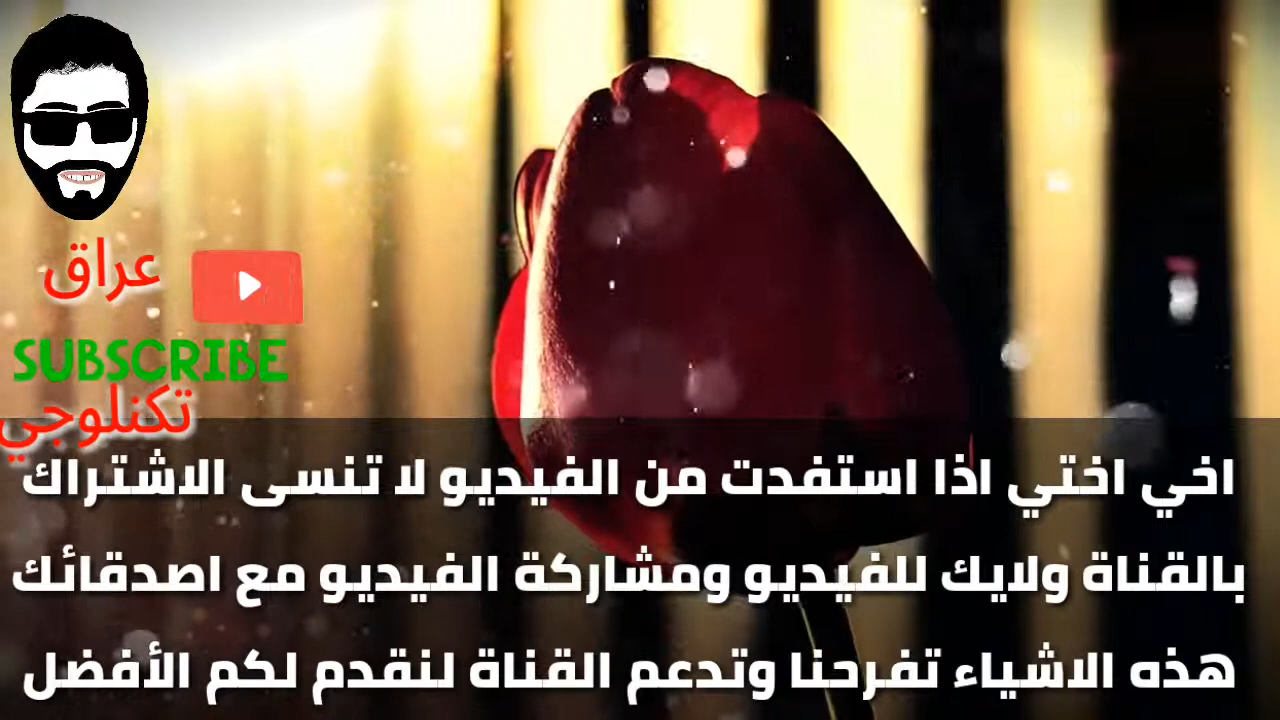 عراق
SUBSCRIBE
تكنلوجي
اخي اختي اذا استفدت من الفيديو لا تنسى الاشتراك
بالقناة ولايك للفيديو ومشاركة الفيديو مع اصدقائك
هذه الاشياء تفرحنا وتدعم القناة لنقدم لكم الأفضل